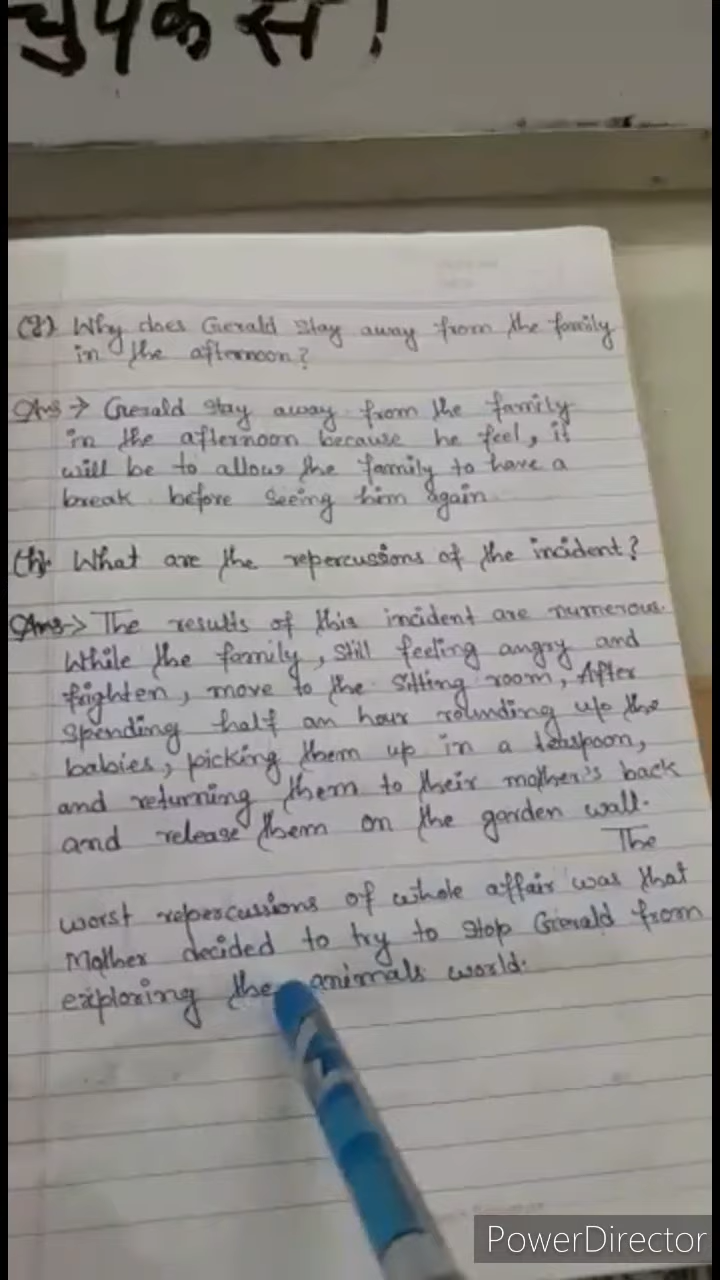 चुपके से।
(g) Why does Gerald stay away from the family
in the afternoon?
Ans → Gerald stay away from the family
in the afternoon because he feel, it
will be to allow the family to have a
break before seeing him again
(h) What are the repercussions of the incident?
Ans → The results of this incident are numerous.
While the family, still feeling angry and
frighten, move to the sitting room, After
spending half an hour rounding up the
babies, picking them up in a teaspoon,
and returning them to their mother's back
and release them on the garden wall.
The
worst repercussions of whole affair was that
Mother decided to try to stop Gerald from
exploring the animals world.
PowerDirector